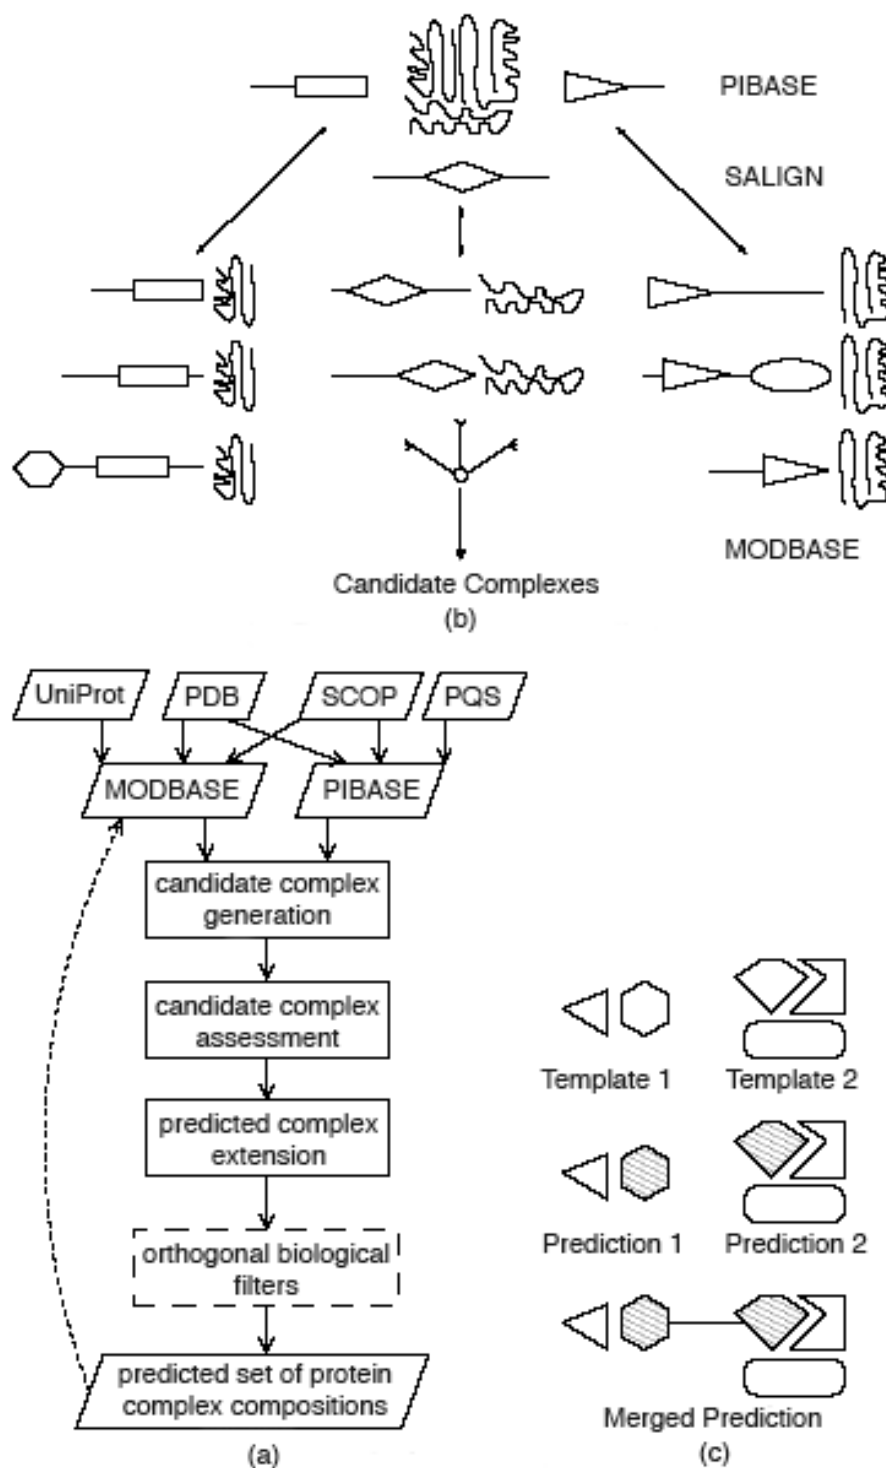 PIBASE
SALIGN
MODBASE
Candidate Complexes
(b)
UniProt
PDB
SCOP
PQS
MODBASE
PIBASE
candidate complex
generation
candidate complex
assessment
predicted complex
extension
orthogonal biological
filters
predicted set of protein
complex compositions
(a)
Template 1
Template 2
Prediction 1
Prediction 2
Merged Prediction
(c)